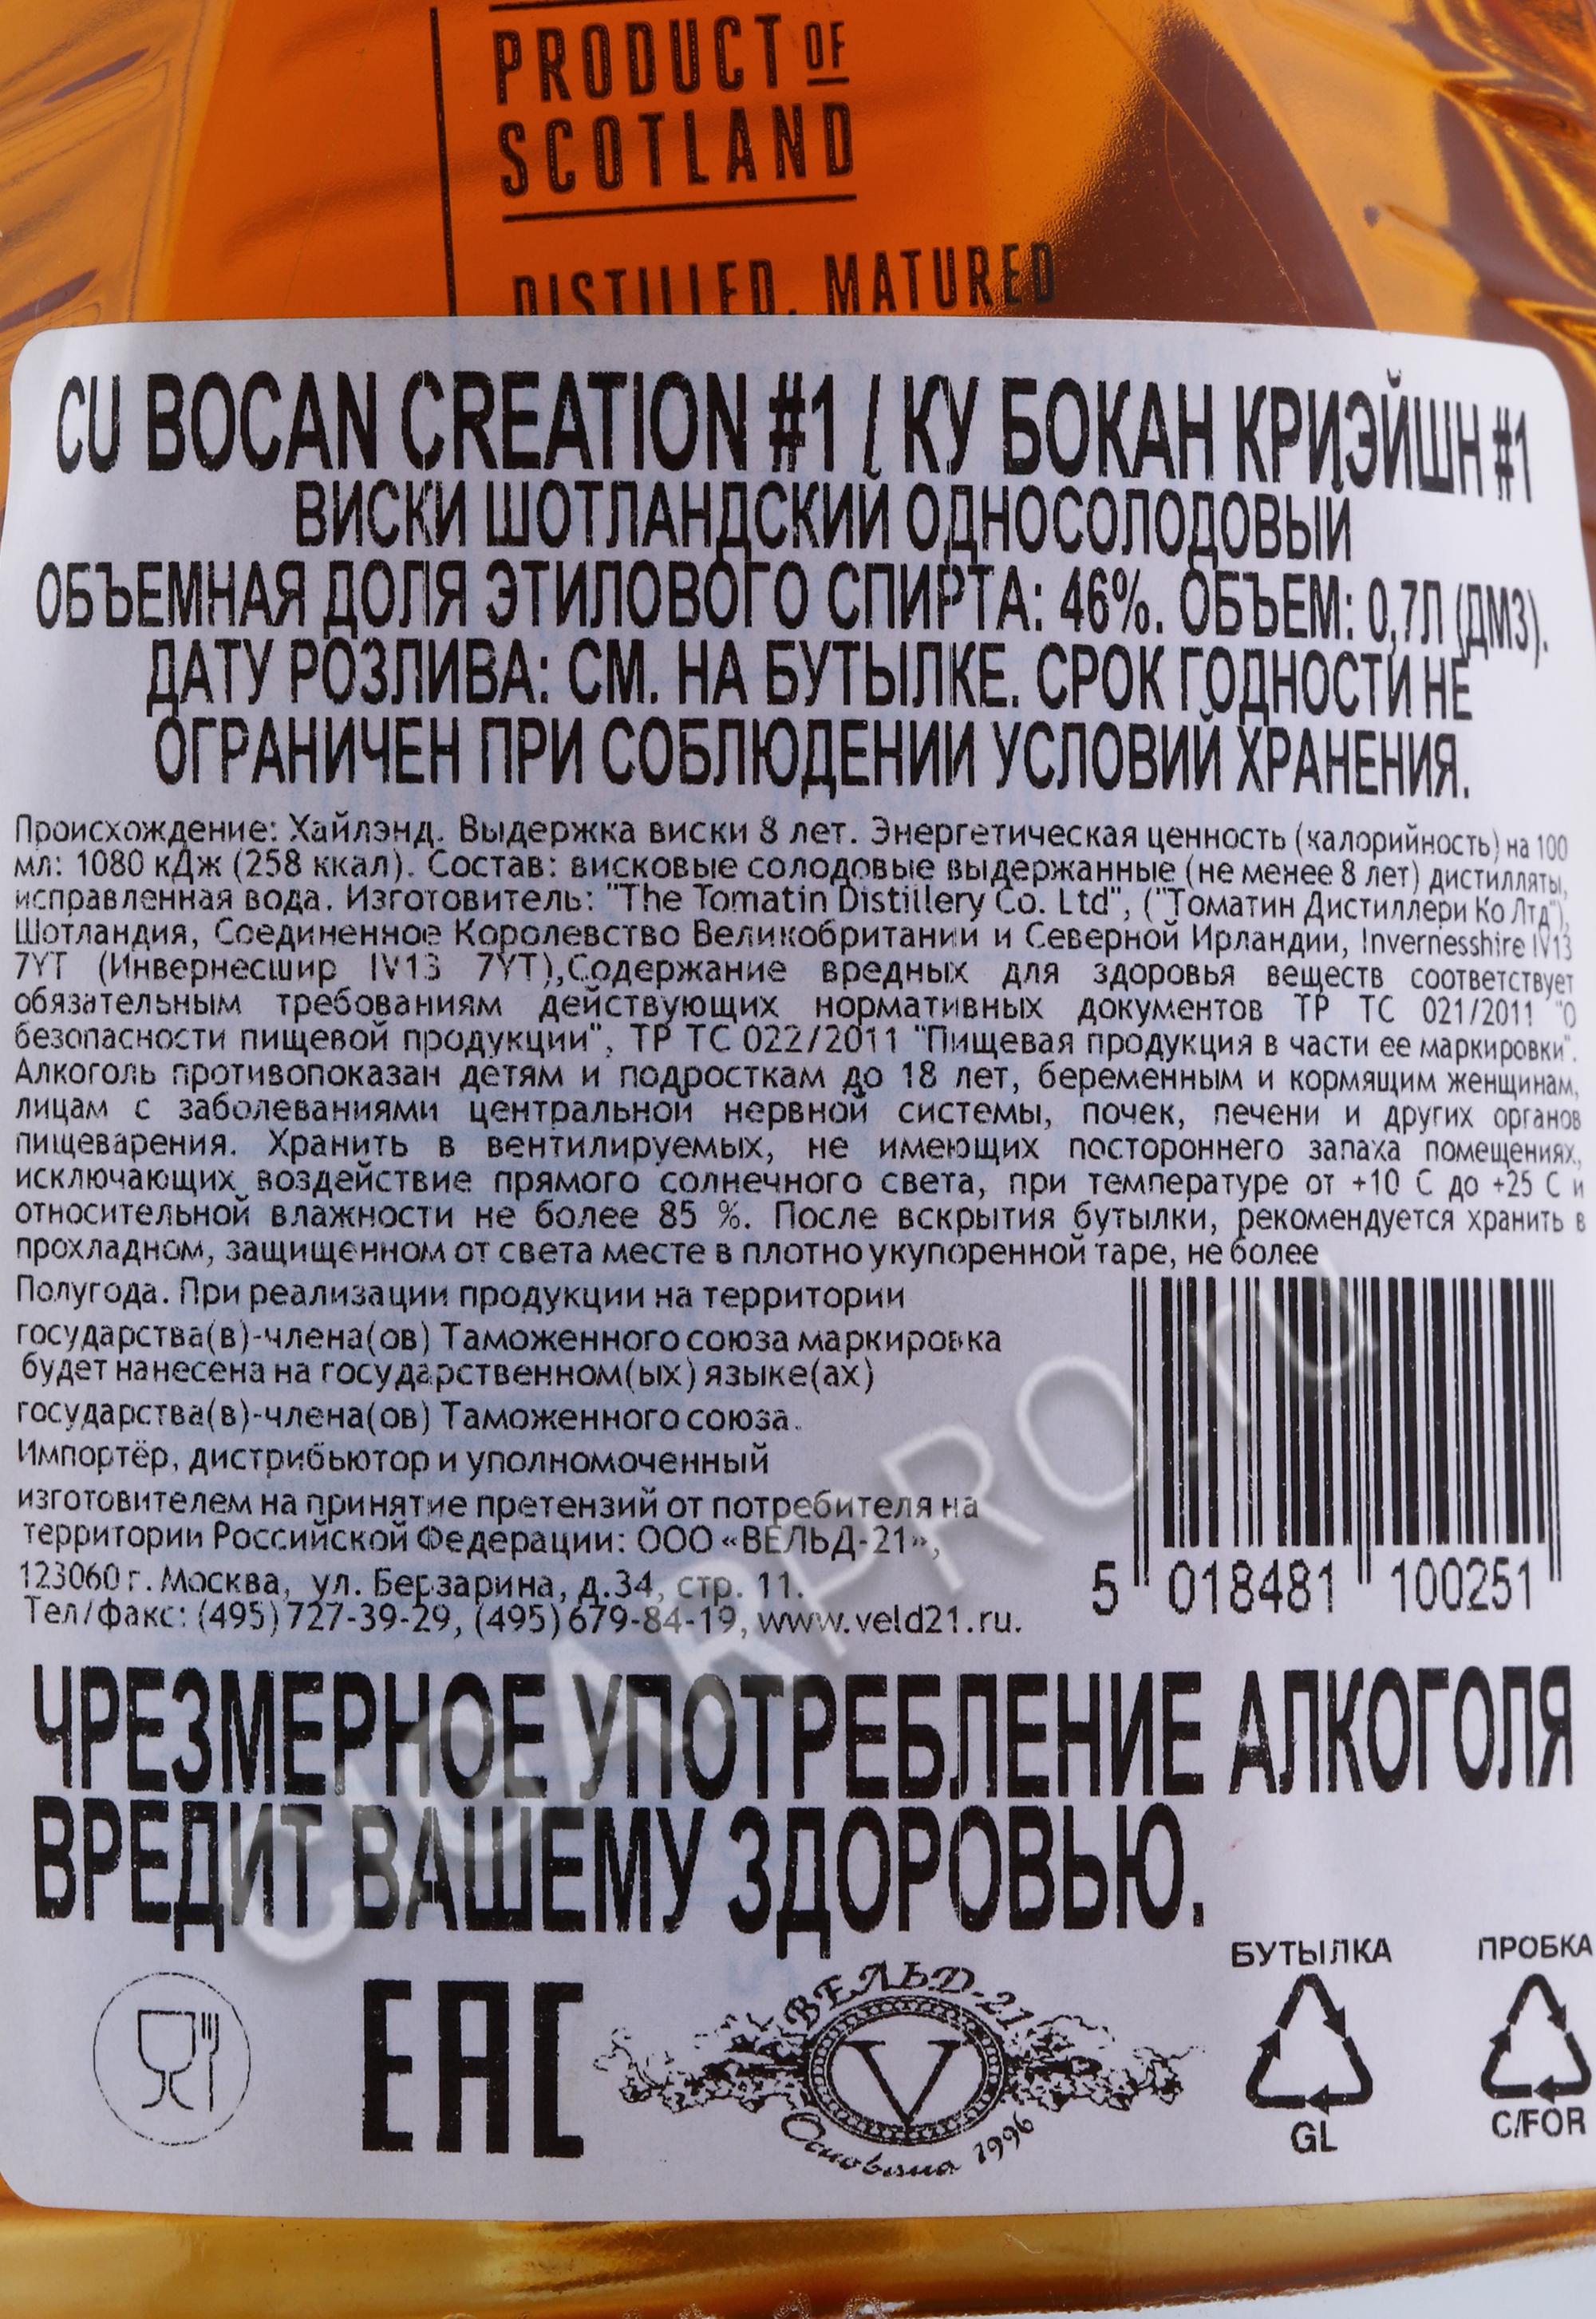 PRODUCT OF
SCOTLAND
DISTILLED, MATURED
CU BOCAN CREATION #1 / КУ БОКАН КРИЭЙШН #1
ВИСКИ ШОТЛАНДСКИЙ ОДНОСОЛОДОВЫЙ
ОБЪЕМНАЯ ДОЛЯ ЭТИЛОВОГО СПИРТА: 46%. ОБЪЕМ: 0,7Л (ДМ3).
ДАТУ РОЗЛИВА: СМ. НА БУТЫЛКЕ. СРОК ГОДНОСТИ НЕ
ОГРАНИЧЕН ПРИ СОБЛЮДЕНИИ УСЛОВИЙ ХРАНЕНИЯ.
Происхождение: Хайлэнд. Выдержка виски 8 лет. Энергетическая ценность (калорийность) на 100
мл: 1080 кДж (258 ккал). Состав: висковые солодовые выдержанные (не менее 8 лет) дистилляты,
исправленная вода. Изготовитель: "The Tomatin Distillery Co. Ltd", ("Томатин Дистиллери Ко Лтд"),
Шотландия, Соединенное Королевство Великобритании и Северной Ирландии, Invernesshire IV13
7YT (Инвернесшир IV13 7YT),Содержание вредных для здоровья веществ соответствует
обязательным требованиям действующих нормативных документов ТР ТС 021/2011 "О
безопасности пищевой продукции", ТР ТС 022/2011 "Пищевая продукция в части ее маркировки".
Алкоголь противопоказан детям и подросткам до 18 лет, беременным и кормящим женщинам,
лицам с заболеваниями центральной нервной системы, почек, печени и других органов
пищеварения. Хранить в вентилируемых, не имеющих постороннего запаха помещениях,
исключающих воздействие прямого солнечного света, при температуре от +10 С до +25 С и
относительной влажности не более 85 %. После вскрытия бутылки, рекомендуется хранить в
прохладном, защищенном от света месте в плотно укупоренной таре, не более
Полугода. При реализации продукции на территории
государства(в)-члена(ов) Таможенного союза маркировка
будет нанесена на государственном(ых) языке(ах)
государства(в)-члена(ов) Таможенного союза.
Импортёр, дистрибьютор и уполномоченный
изготовителем на принятие претензий от потребителя на
территории Российской Федерации: ООО «ВЕЛЬД-21»,
123060 г. Москва, ул. Берзарина, д.34, стр. 11.
Тел/факс: (495)727-39-29, (495)679-84-19, www.veld21.ru.
5 018481 100251
CIGARPRO.ru
ЧРЕЗМЕРНОЕ УПОТРЕБЛЕНИЕ АЛКОГОЛЯ
ВРЕДИТ ВАШЕМУ ЗДОРОВЬЮ.
EAC
ВЕЛЬД-21
V
Основана 1996
БУТЫЛКА
GL
ПРОБКА
C/FOR